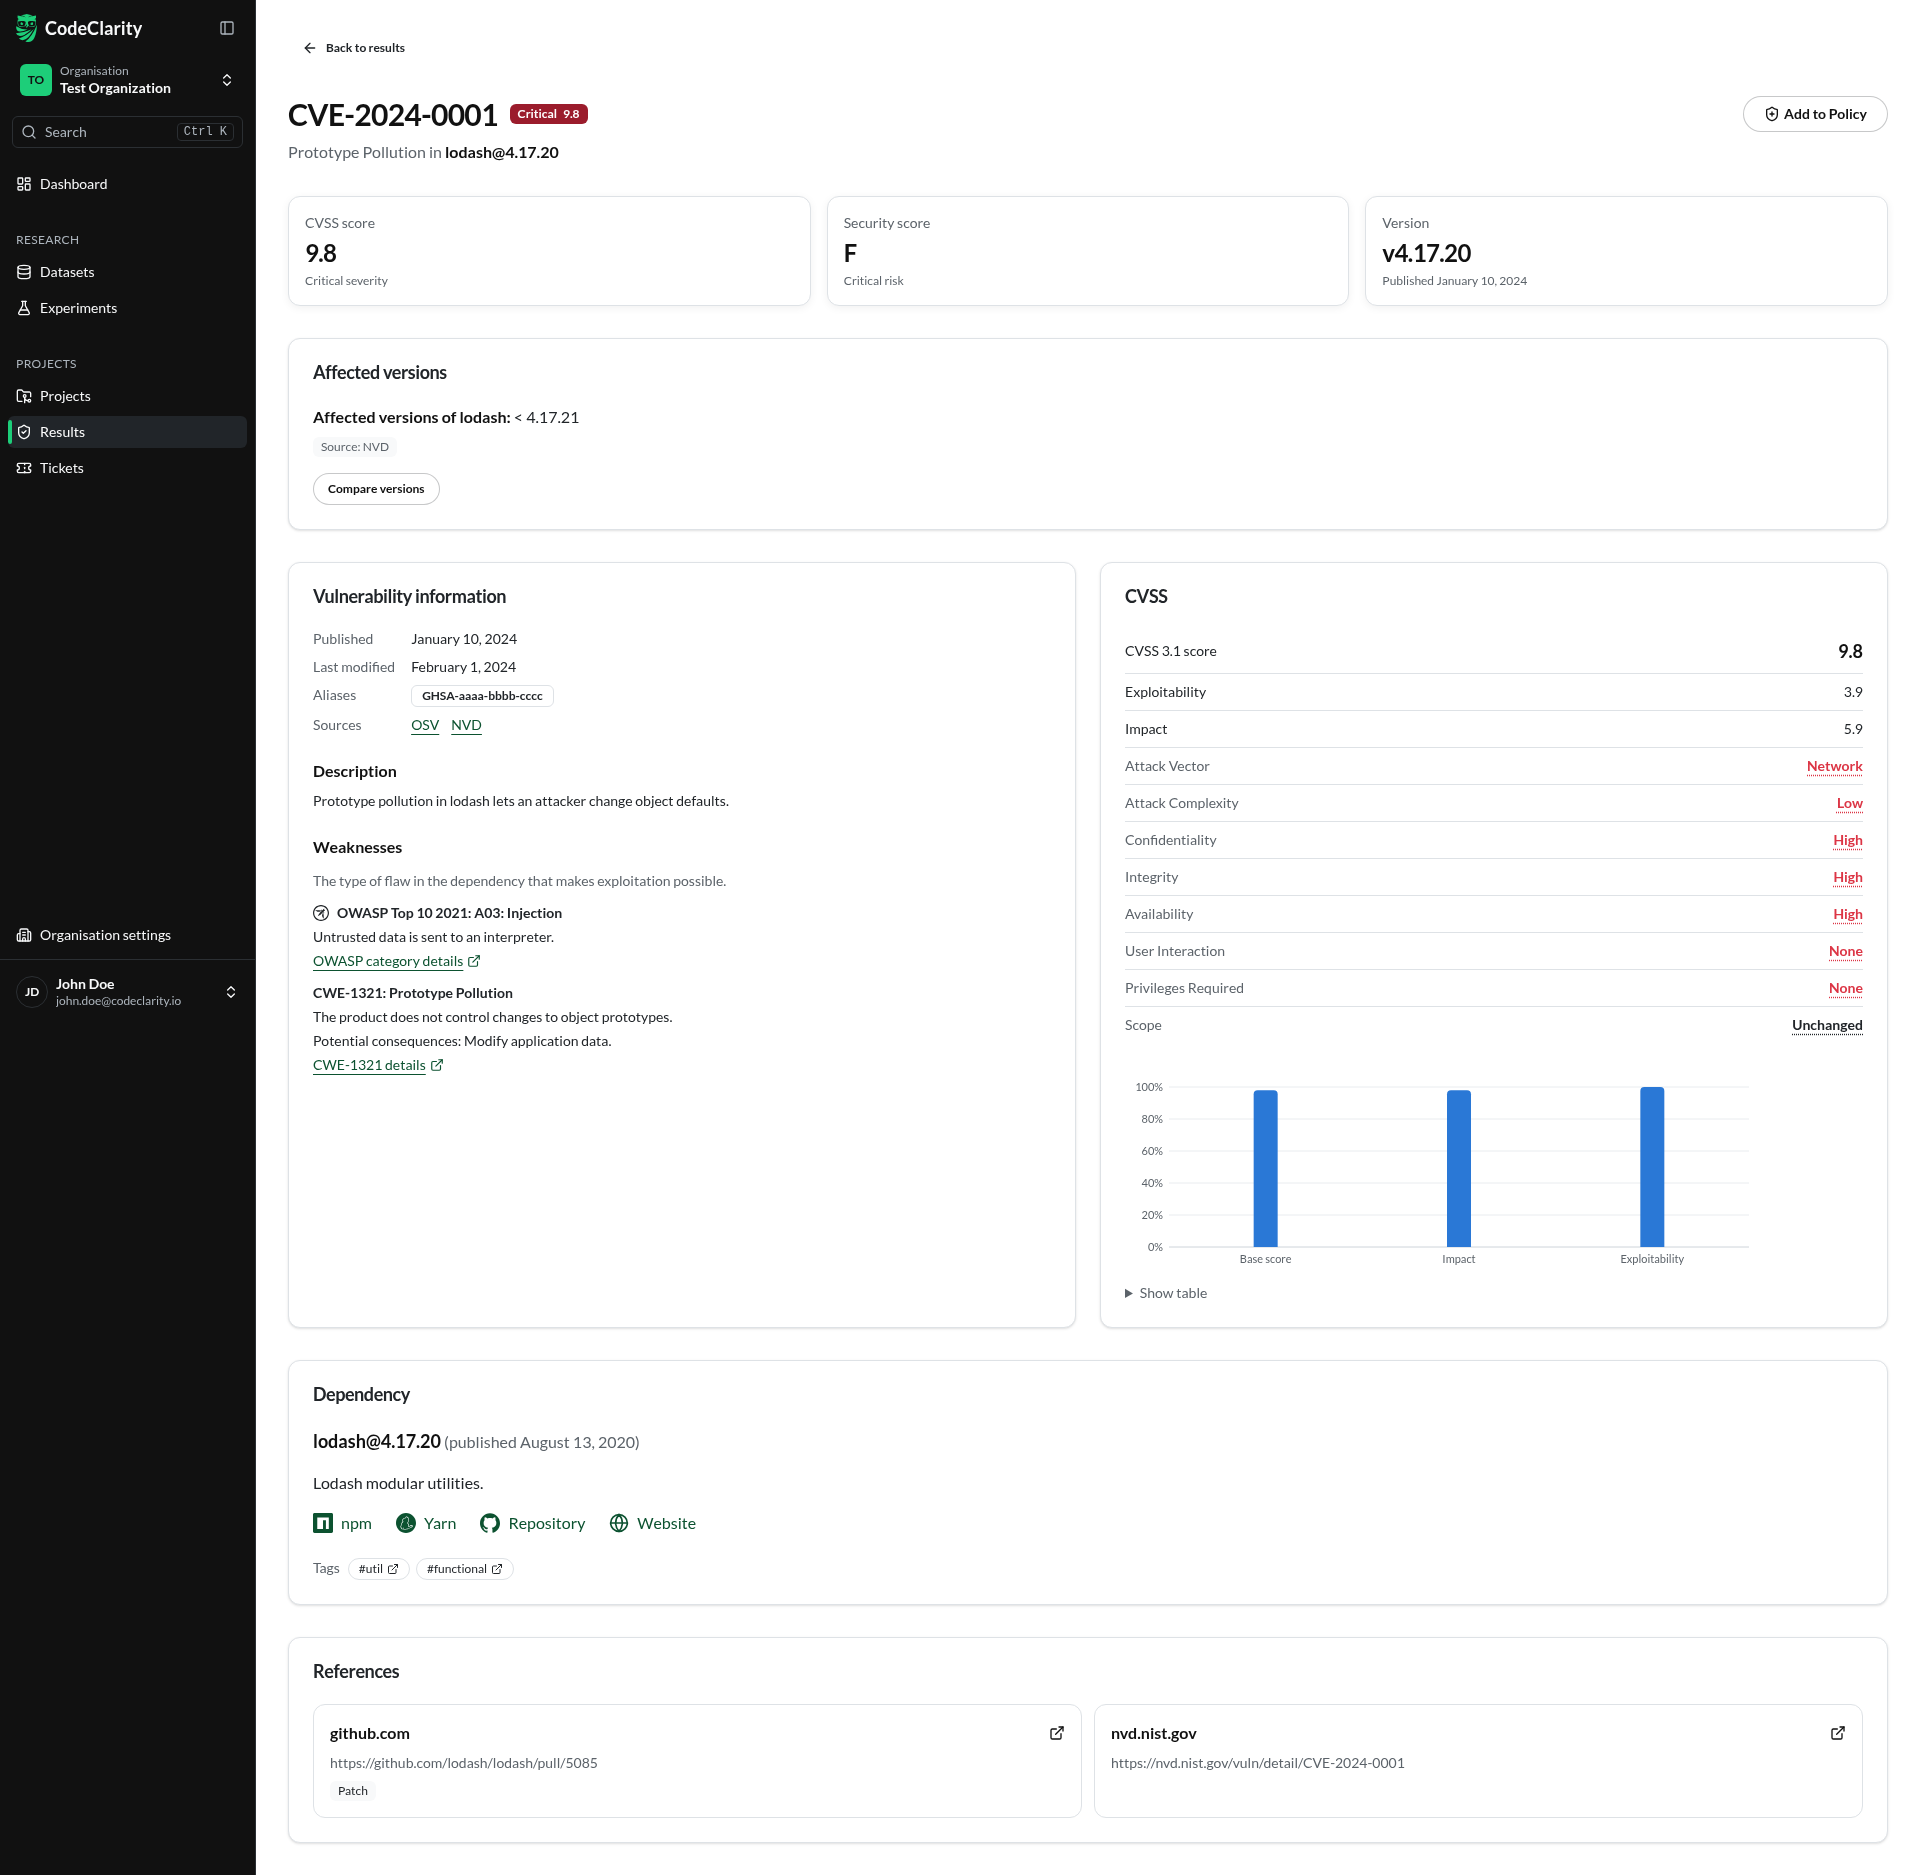 CodeClarity
TO
Organisation
Test Organization
Search
Ctrl K
Dashboard
RESEARCH
Datasets
Experiments
PROJECTS
Projects
Results
Tickets
Organisation settings
JD
John Doe
john.doe@codeclarity.io
Back to results
CVE-2024-0001
Critical 9.8
Add to Policy
Prototype Pollution in lodash@4.17.20
CVSS score
9.8
Critical severity
Security score
F
Critical risk
Version
v4.17.20
Published January 10, 2024
Affected versions
Affected versions of lodash: < 4.17.21
Source: NVD
Compare versions
Vulnerability information
Published January 10, 2024
Last modified February 1, 2024
Aliases GHSA-aaaa-bbbb-cccc
Sources OSV NVD
Description
Prototype pollution in lodash lets an attacker change object defaults.
Weaknesses
The type of flaw in the dependency that makes exploitation possible.
OWASP Top 10 2021: A03: Injection
Untrusted data is sent to an interpreter.
OWASP category details
CWE-1321: Prototype Pollution
The product does not control changes to object prototypes.
Potential consequences: Modify application data.
CWE-1321 details
CVSS
CVSS 3.1 score 9.8
Exploitability 3.9
Impact 5.9
Attack Vector Network
Attack Complexity Low
Confidentiality High
Integrity High
Availability High
User Interaction None
Privileges Required None
Scope Unchanged
100%
80%
60%
40%
20%
0%
Base score Impact Exploitability
Show table
Dependency
lodash@4.17.20 (published August 13, 2020)
Lodash modular utilities.
npm Yarn Repository Website
Tags #util #functional
References
github.com
https://github.com/lodash/lodash/pull/5085
Patch
nvd.nist.gov
https://nvd.nist.gov/vuln/detail/CVE-2024-0001